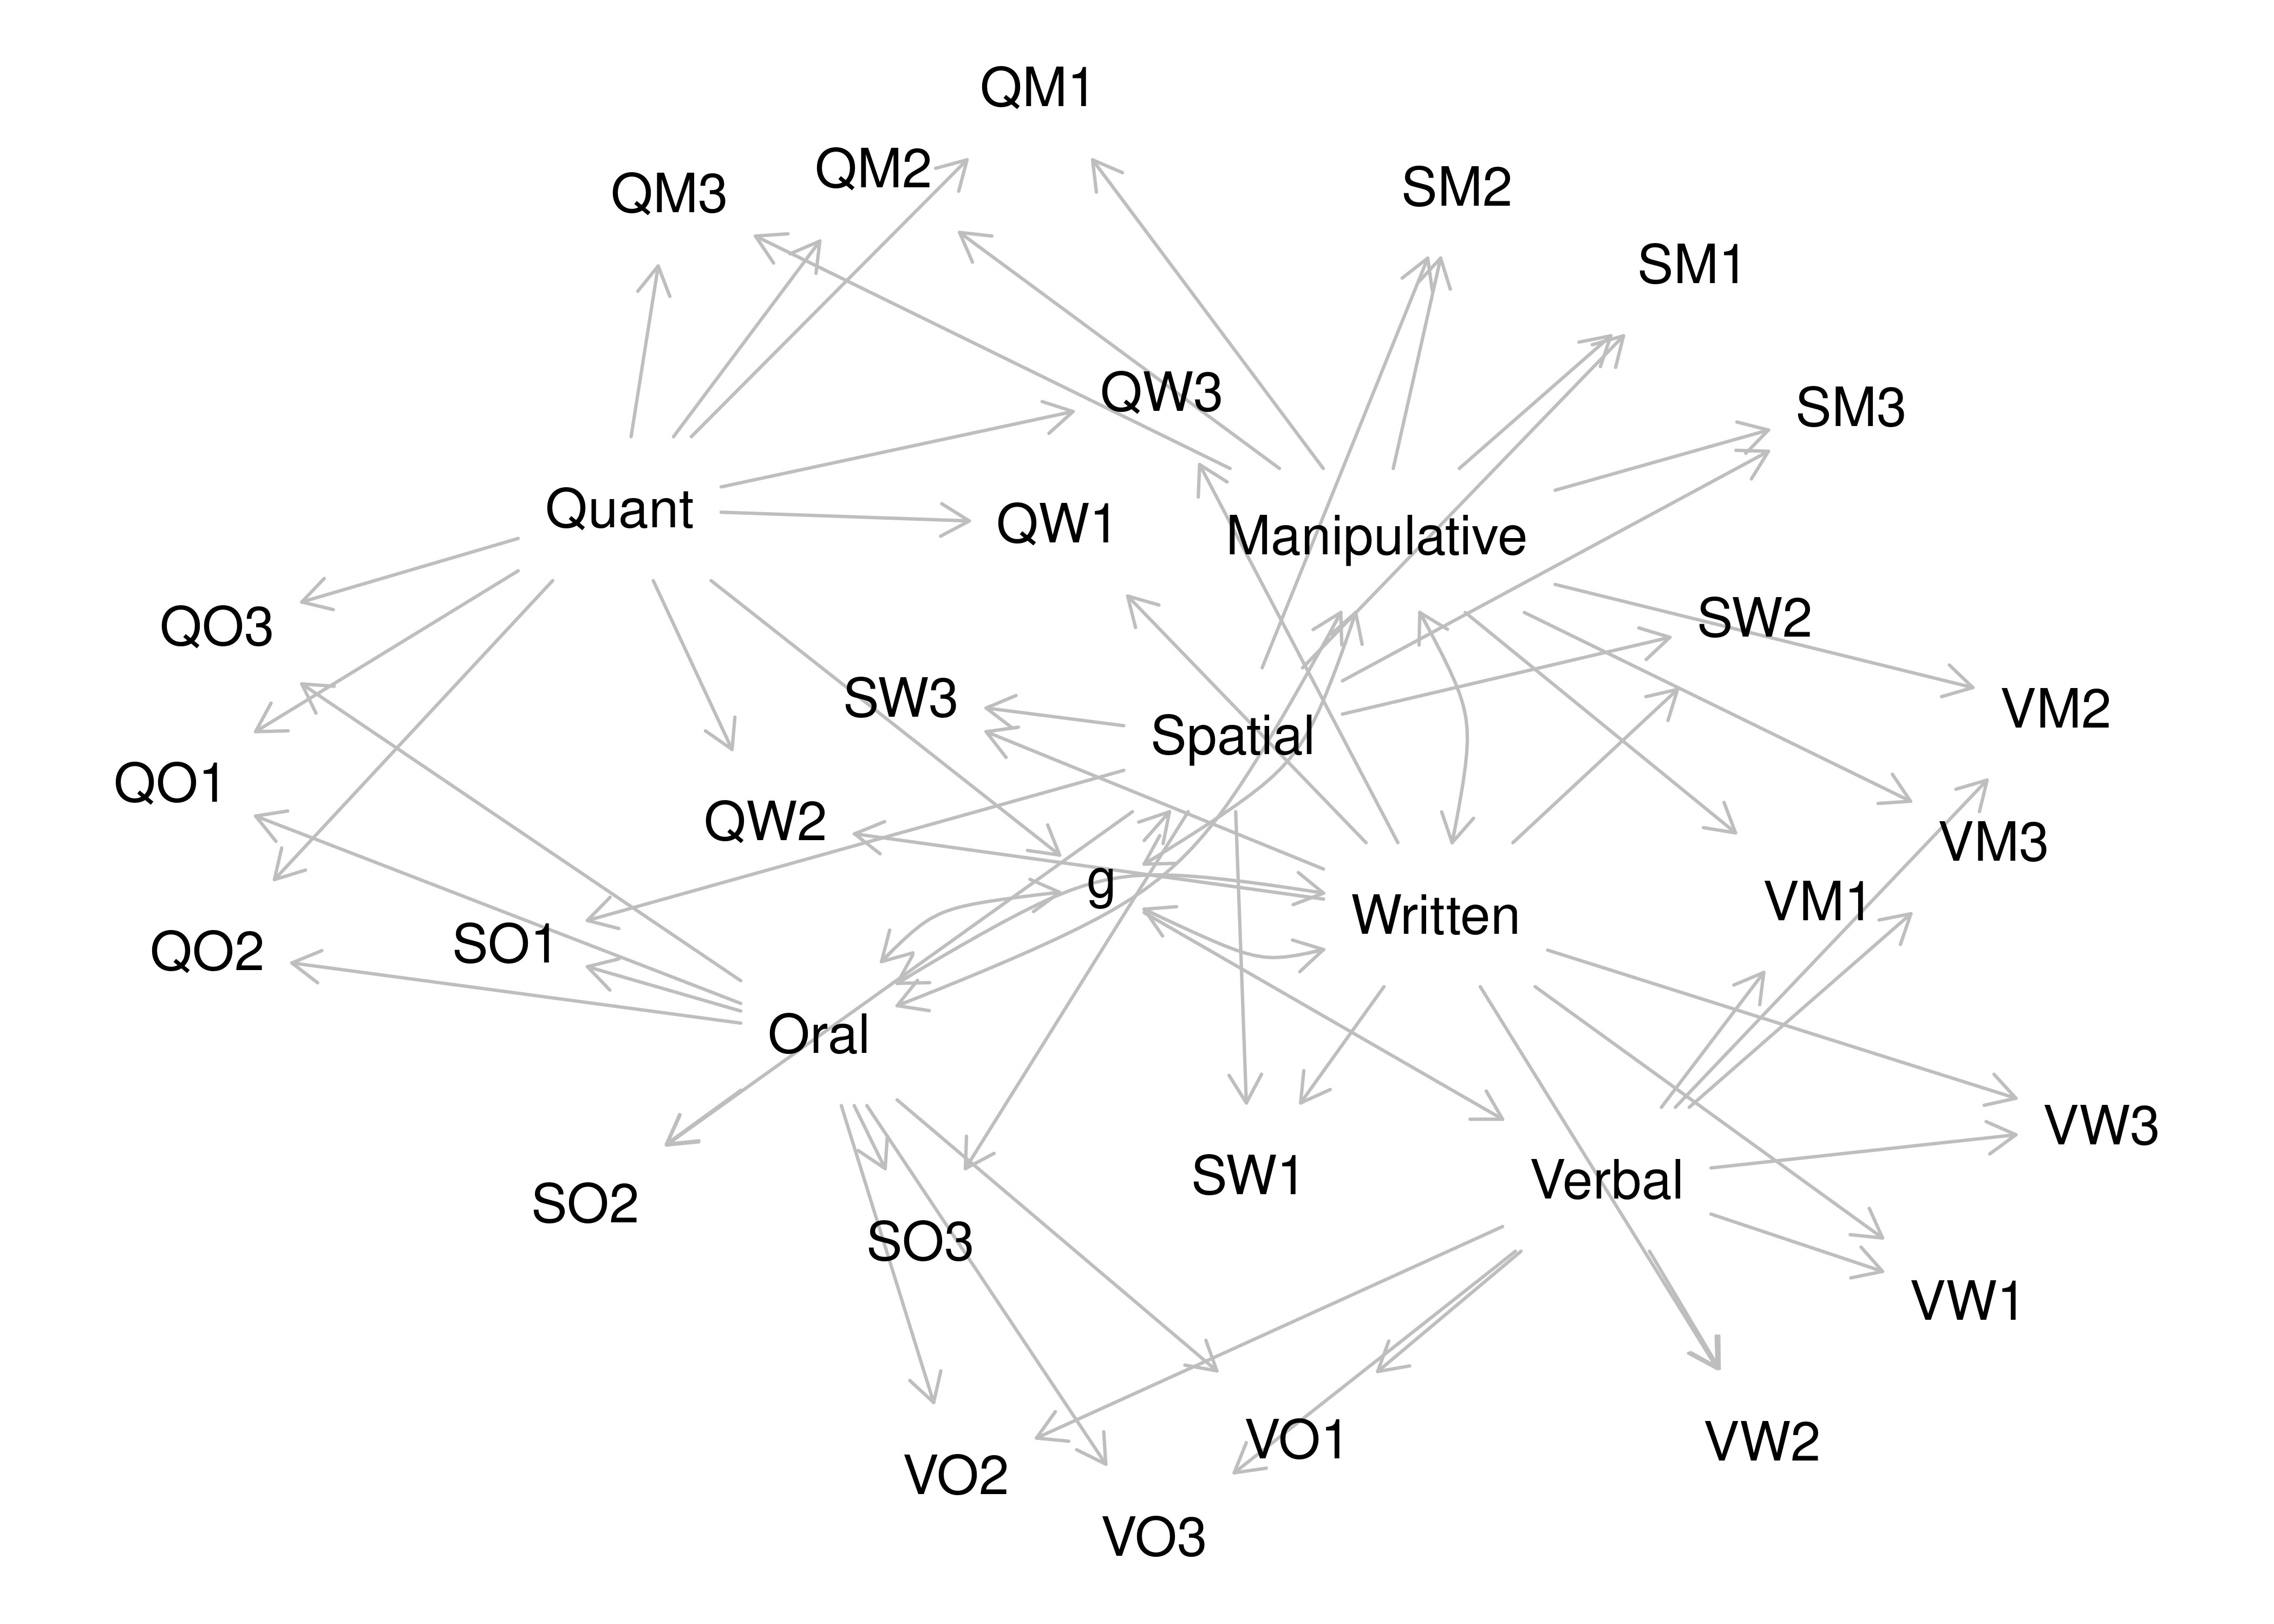 QM1
QM2
QM3
SM2
SM1
QW3
SM3
Quant
QW1
Manipulative
QO3
SW2
SW3
VM2
Spatial
QO1
QW2
VM3
g
VM1
Written
SO1
QO2
Oral
VW3
SW1
Verbal
SO2
SO3
VW1
VO1
VW2
VO2
VO3